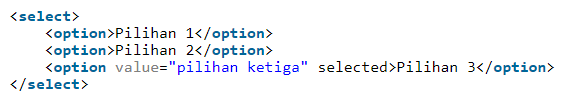 <select>
    <option>Pilihan 1</option>
    <option>Pilihan 2</option>
    <option value="pilihan ketiga" selected>Pilihan 3</option>
</select>